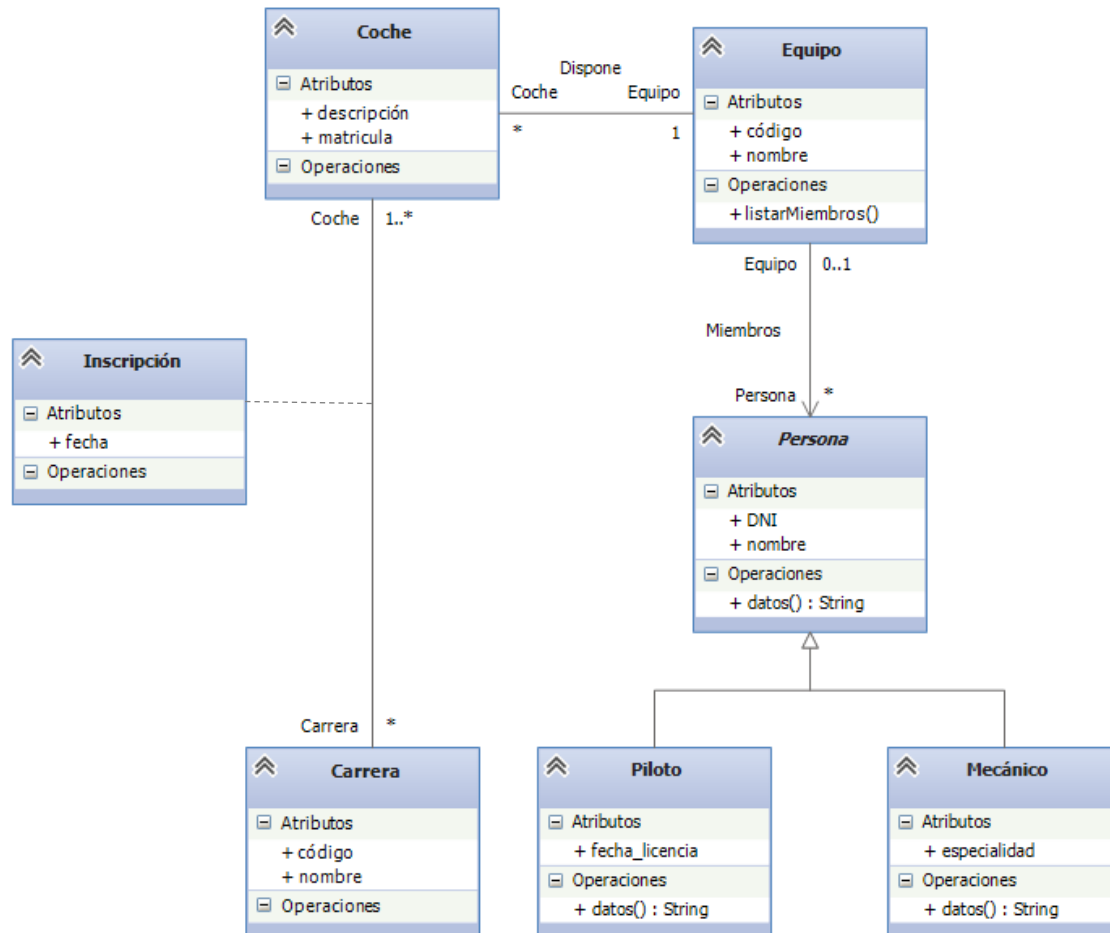 Coche
Atributos
+ descripción
+ matricula
Operaciones
Dispone
Coche Equipo
* 1
Equipo
Atributos
+ código
+ nombre
Operaciones
+listarMiembros()
Coche 1..*
Equipo 0..1
Miembros
Persona *
Inscripción
Atributos
+ fecha
Operaciones
Persona
Atributos
+ DNI
+ nombre
Operaciones
+ datos() : String
Carrera *
Carrera
Atributos
+ código
+ nombre
Operaciones
Piloto
Atributos
+ fecha_licencia
Operaciones
+ datos() : String
Mecánico
Atributos
+ especialidad
Operaciones
+ datos() : String